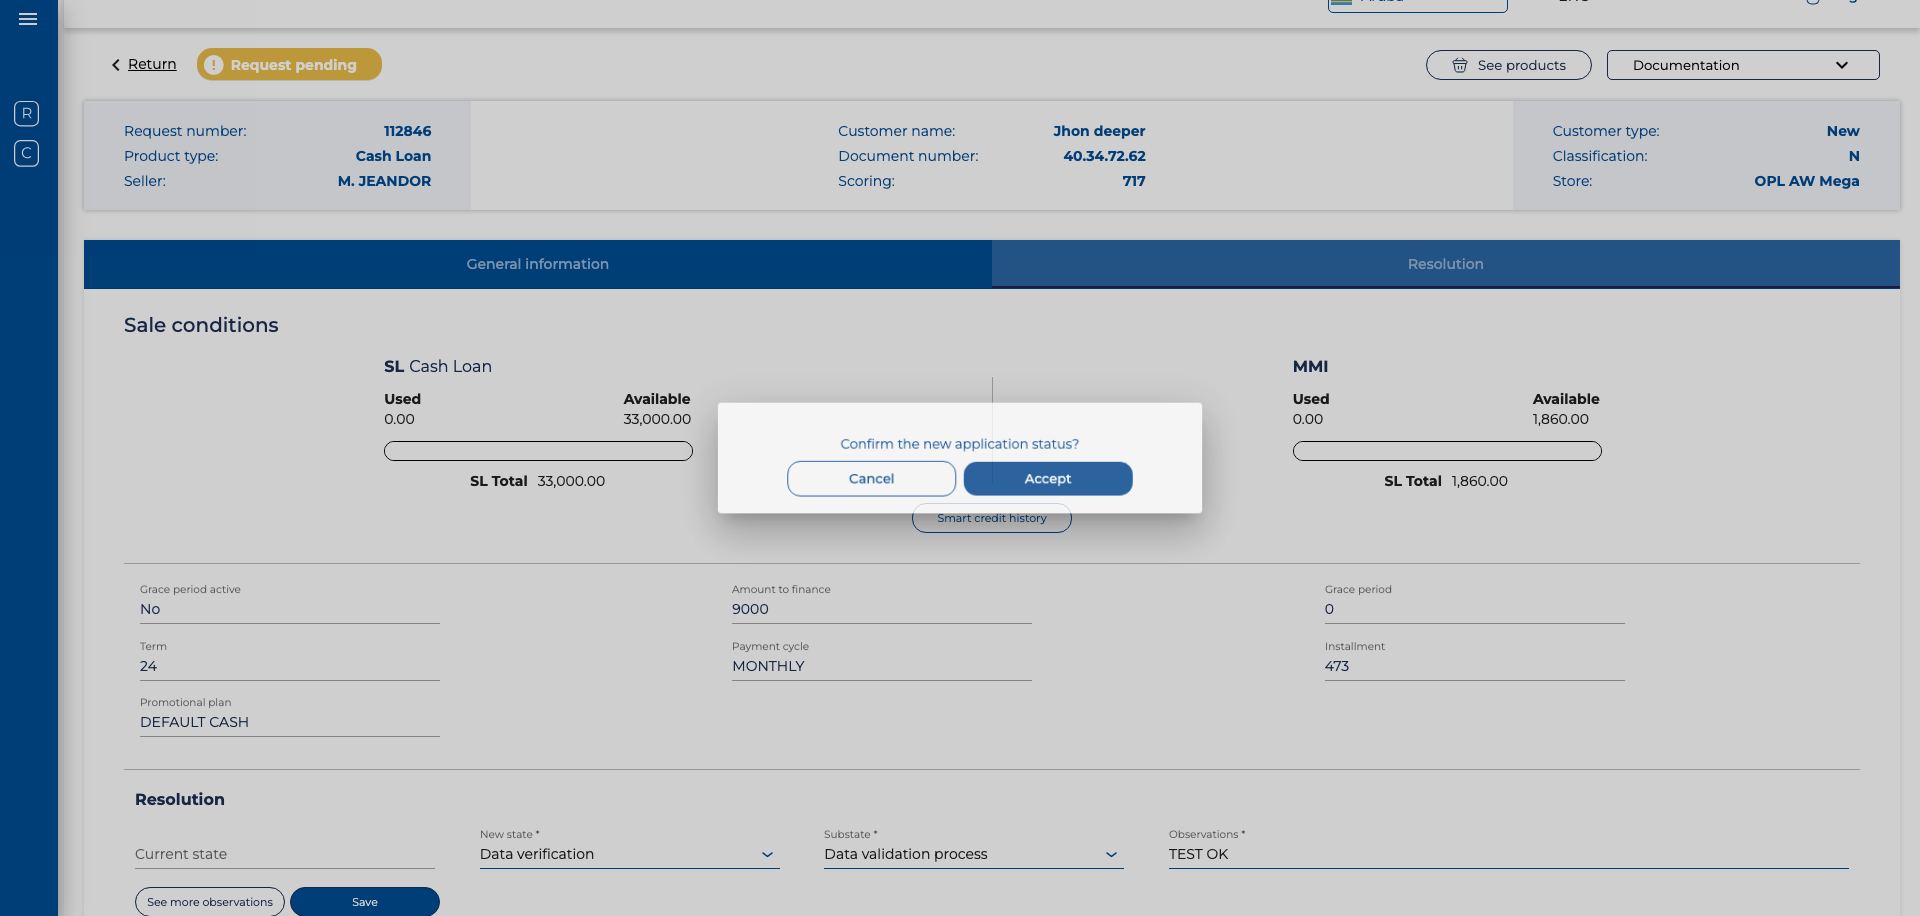 Return
Request pending
See products
Documentation
R
C
Request number: 112846
Product type: Cash Loan
Seller: M. JEANDOR
Customer name: Jhon deeper
Document number: 40.34.72.62
Scoring: 717
Customer type: New
Classification: N
Store: OPL AW Mega
General information
Resolution
Sale conditions
SL Cash Loan
Used Available
0.00 33,000.00
SL Total 33,000.00
MMI
Used Available
0.00 1,860.00
SL Total 1,860.00
Confirm the new application status?
Cancel
Accept
Smart credit history
Grace period active
No
Amount to finance
9000
Grace period
0
Term
24
Payment cycle
MONTHLY
Installment
473
Promotional plan
DEFAULT CASH
Resolution
Current state
New state *
Data verification
Substate *
Data validation process
Observations *
TEST OK
See more observations
Save